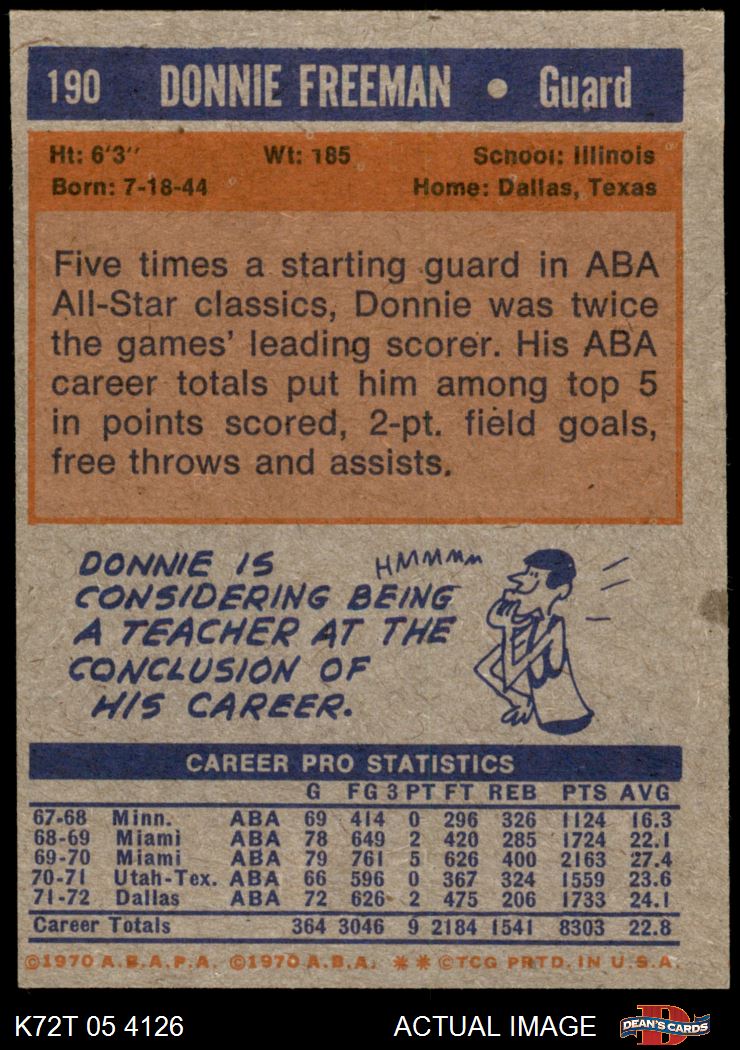 190 DONNIE FREEMAN • Guard
Ht: 6'3'' Wt: 185 School: Illinois
Born: 7-18-44 Home: Dallas, Texas
Five times a starting guard in ABA
All-Star classics, Donnie was twice
the games' leading scorer. His ABA
career totals put him among top 5
in points scored, 2-pt. field goals,
free throws and assists.
DONNIE IS HMMMMM
CONSIDERING BEING
A TEACHER AT THE
CONCLUSION OF
HIS CAREER.
CAREER PRO STATISTICS
G FG 3 PT FT REB PTS AVG
67-68 Minn. ABA 69 414 0 296 326 1124 16.3
68-69 Miami ABA 78 649 2 420 285 1724 22.1
69-70 Miami ABA 79 761 5 626 400 2163 27.4
70-71 Utah-Tex. ABA 66 596 0 367 324 1559 23.6
71-72 Dallas ABA 72 626 2 475 206 1733 24.1
Career Totals 364 3046 9 2184 1541 8303 22.8
©1970 A.B.A.P.A. ©1970 A.B.A. ** ©TCG PRTD. IN U.S.A.
K72T 05 4126 ACTUAL IMAGE D DEAN'S CARDS